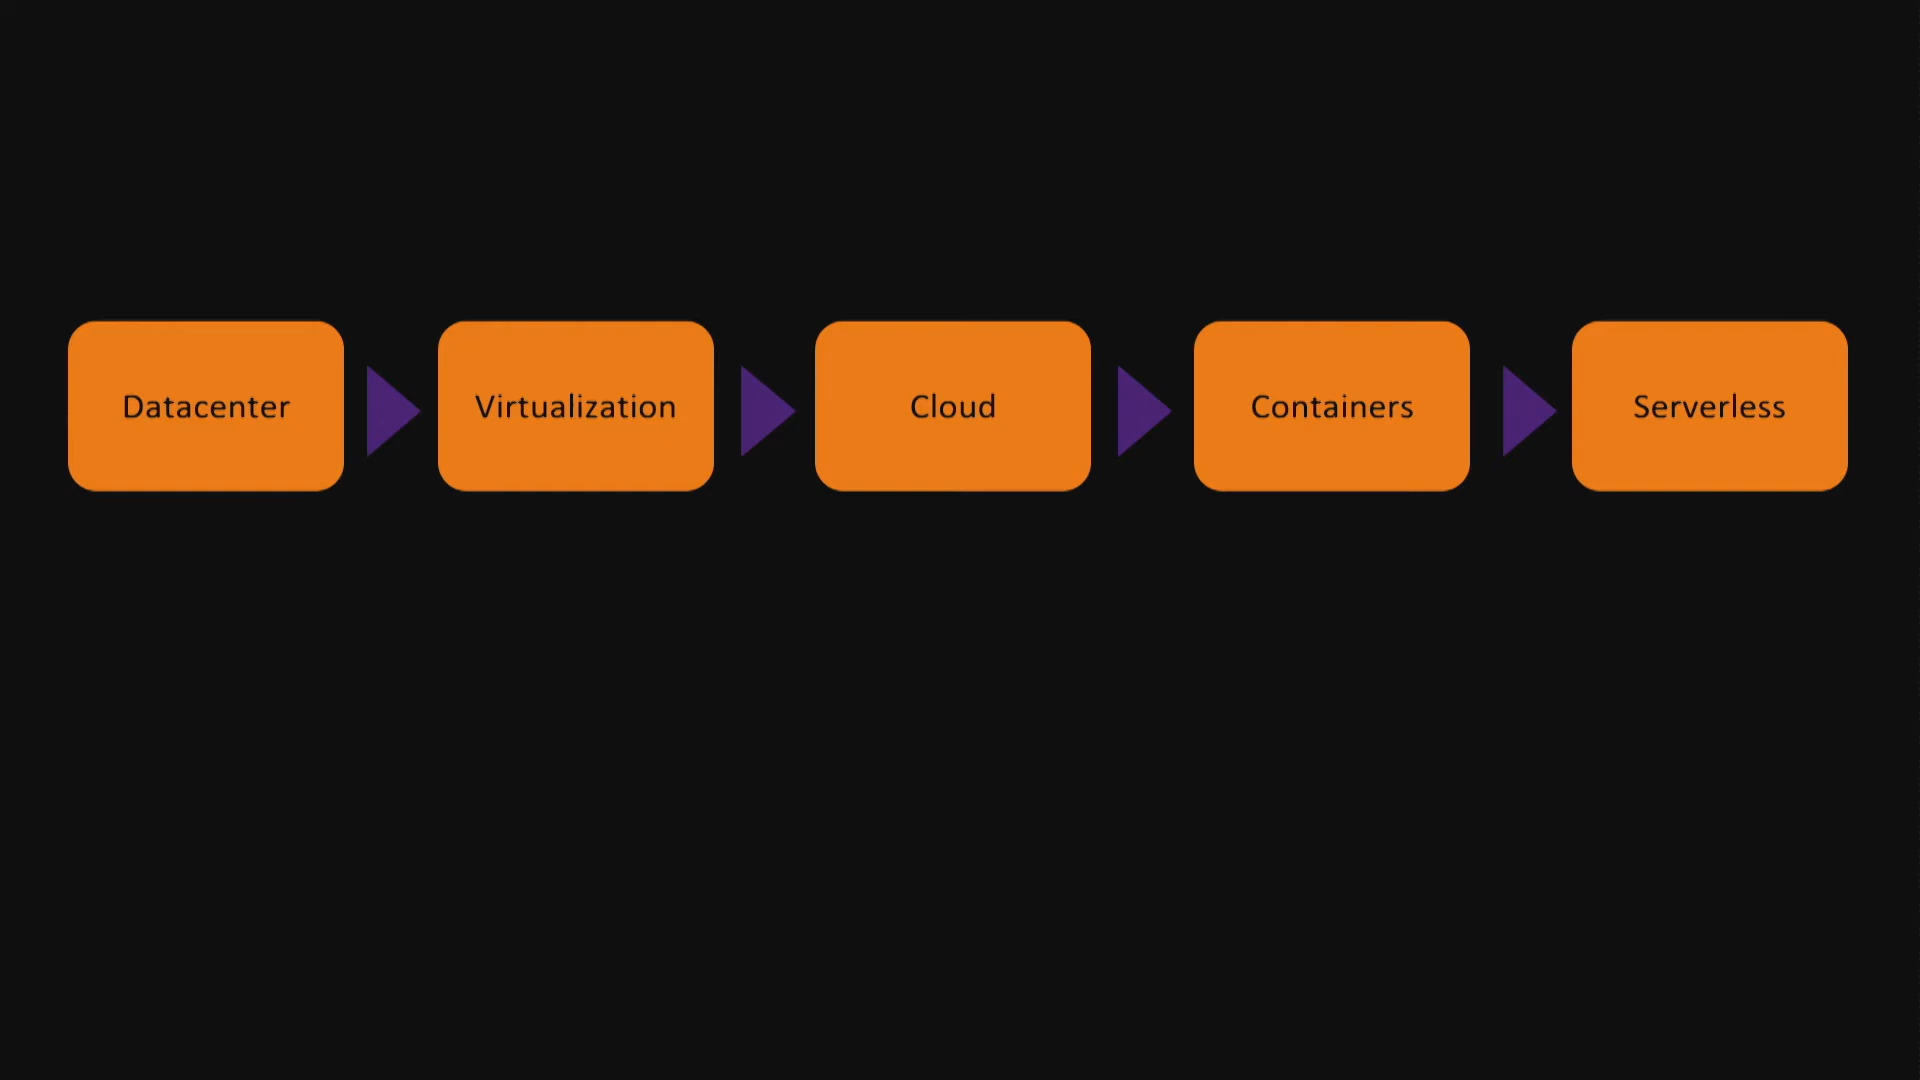 Datacenter
Virtualization
Cloud
Containers
Serverless